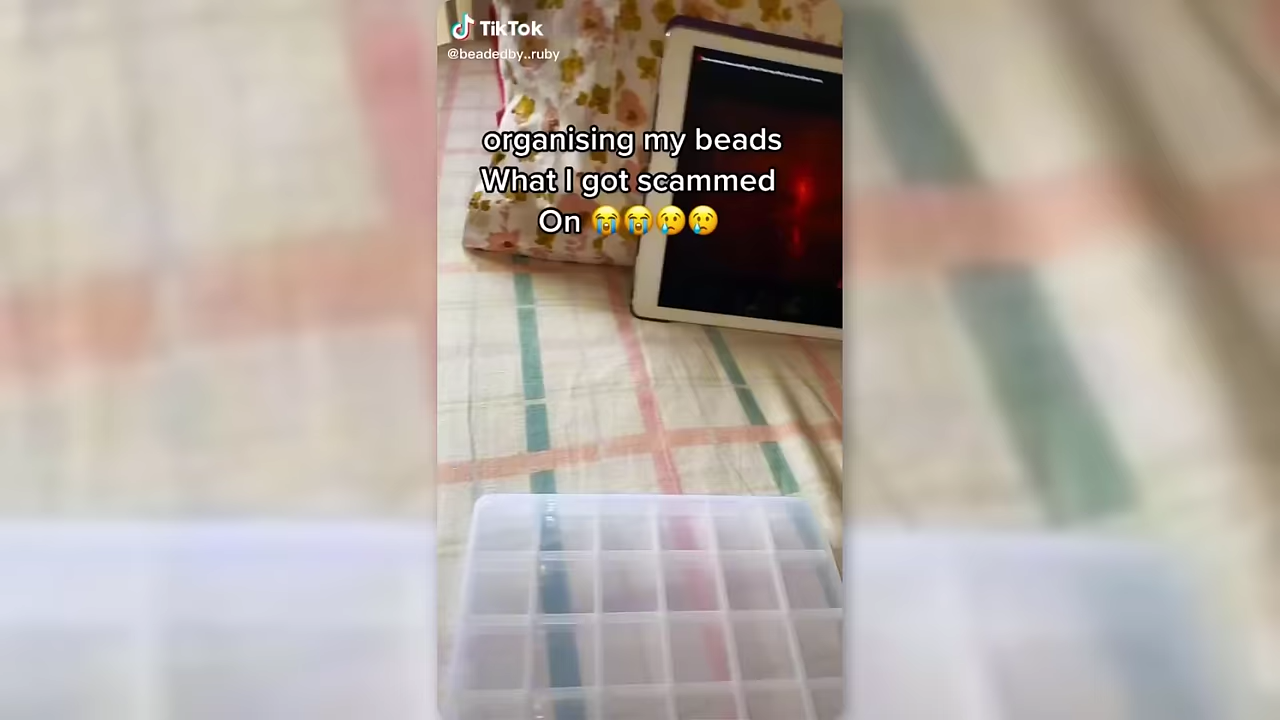 TikTok
@beadedby..ruby
organising my beads
What I got scammed
On 😭😭😢😢